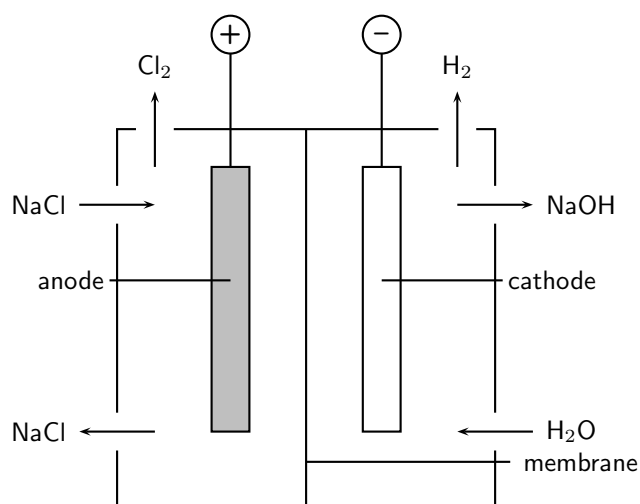 + −
Cl₂ H₂
NaCl NaOH
anode cathode
NaCl H₂O
membrane